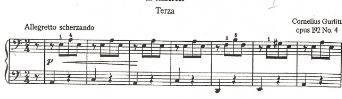 Terza
Allegretto scherzando
Cornelius Gurlitt
opus 192 No. 4
p